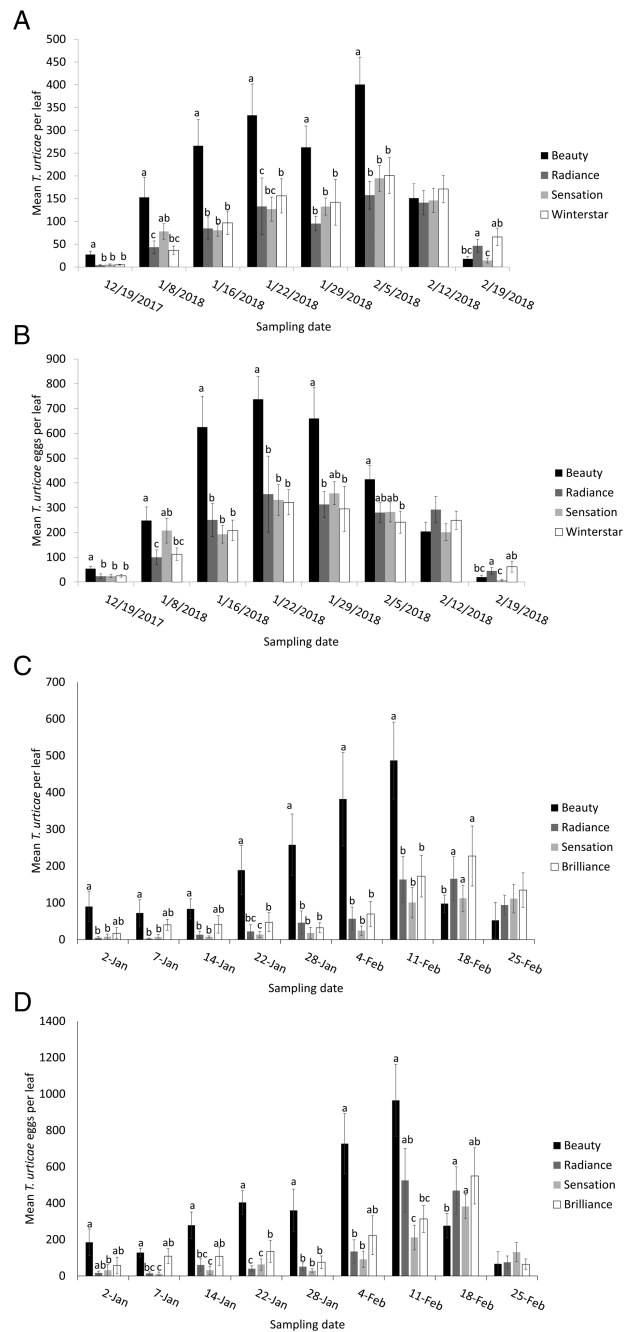 A
Mean T. urticae per leaf
500
450
400
350
300
250
200
150
100
50
0
a b b b
a c ab bc
a b b b
a c bc b
a b b b
a b b b
bc a c ab
12/19/2017 1/8/2018 1/16/2018 1/22/2018 1/29/2018 2/5/2018 2/12/2018 2/19/2018
Sampling date
Beauty
Radiance
Sensation
Winterstar
B
Mean T. urticae eggs per leaf
900
800
700
600
500
400
300
200
100
0
a b b b
a c ab bc
a b b b
a b b b
a b ab b
a ab ab b
bc a c ab
12/19/2017 1/8/2018 1/16/2018 1/22/2018 1/29/2018 2/5/2018 2/12/2018 2/19/2018
Sampling date
Beauty
Radiance
Sensation
Winterstar
C
Mean T. urticae per leaf
700
600
500
400
300
200
100
0
a b b ab
a b b ab
a b b ab
a bc c b
a b b b
a b b b
a b b b
b a a a
2-Jan 7-Jan 14-Jan 22-Jan 28-Jan 4-Feb 11-Feb 18-Feb 25-Feb
Sampling date
Beauty
Radiance
Sensation
Brilliance
D
Mean T. urticae eggs per leaf
1400
1200
1000
800
600
400
200
0
a ab b ab
a bc c ab
a bc c ab
a b b ab
a b b b
a b b ab
a ab c bc
b a a ab
2-Jan 7-Jan 14-Jan 22-Jan 28-Jan 4-Feb 11-Feb 18-Feb 25-Feb
Sampling date
Beauty
Radiance
Sensation
Brilliance